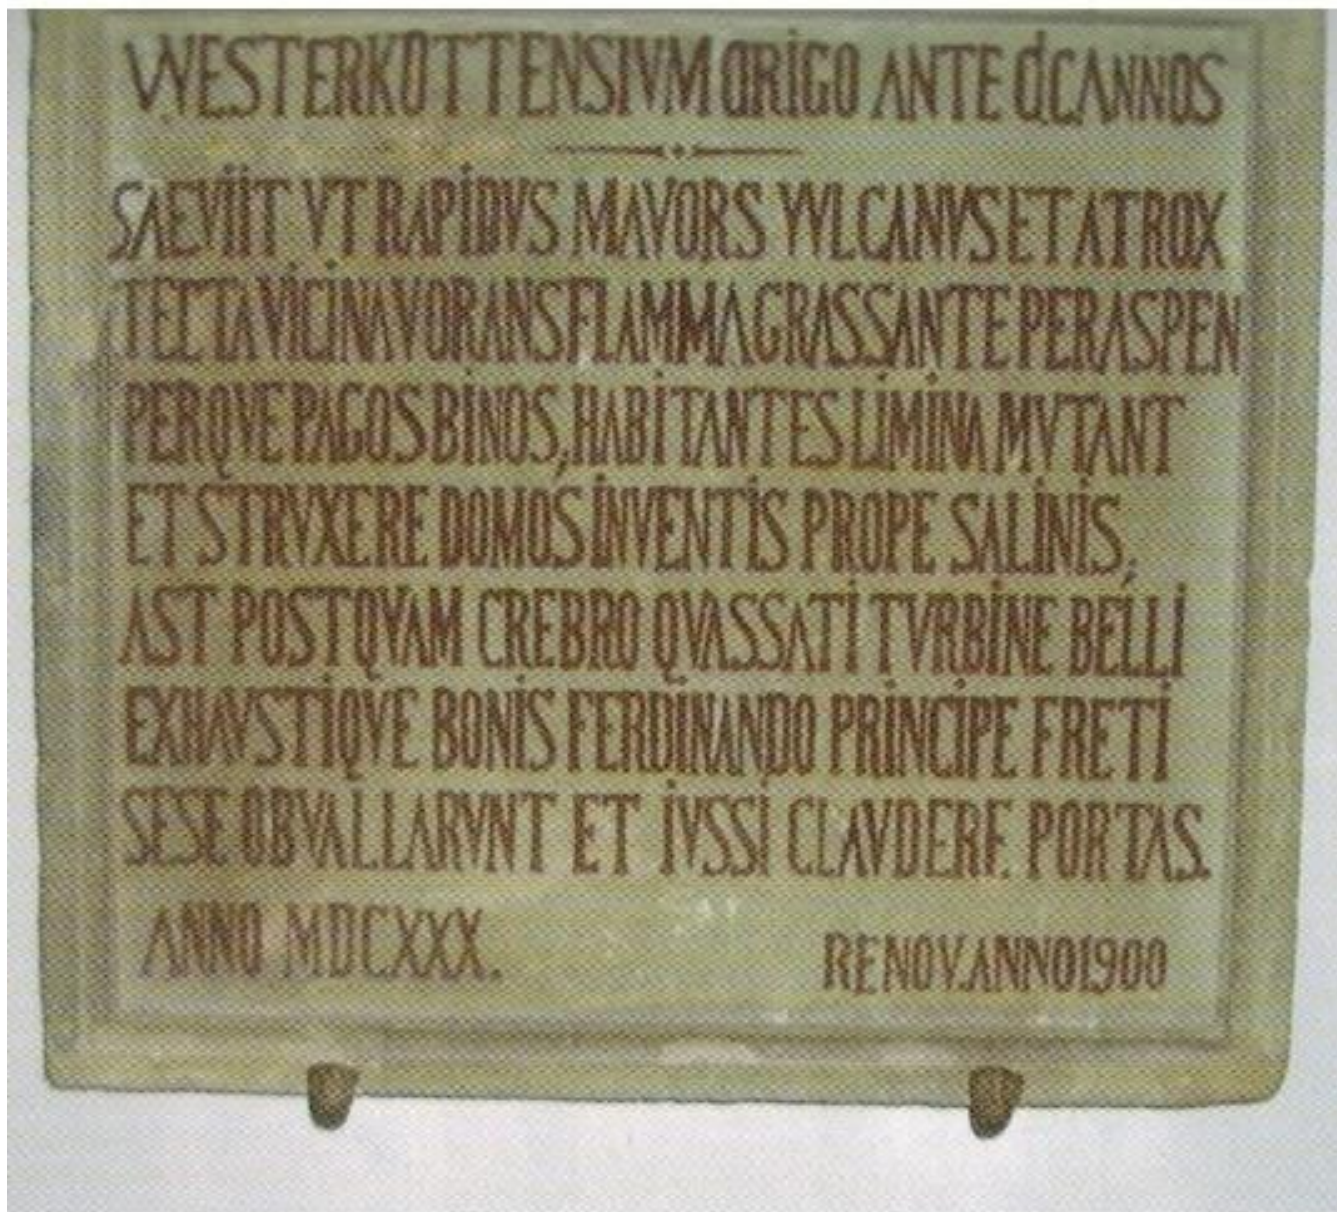 WESTERKOTTENSIVM ORIGO ANTE dCANNOS
SAEVIIT VT RAPIDVS MAVORS VVLCANVS ET ATROX
TECTA VICINA VORANS FLAMMA GRASSANTE PER ASPEN
PERQVE PAGOS BINOS, HABITANTES LIMINA MVTANT
ET STRVXERE DOMOS INVENTIS PROPE SALINIS,
AST POSTQVAM CREBRO QVASSATI TVRBINE BELLI
EXHAVSTIQVE BONIS FERDINANDO PRINCIPE FRETI
SESE OBVALLARVNT ET IVSSI CLAVDERE PORTAS.
ANNO MDCXXX. RENOV. ANNO 1900